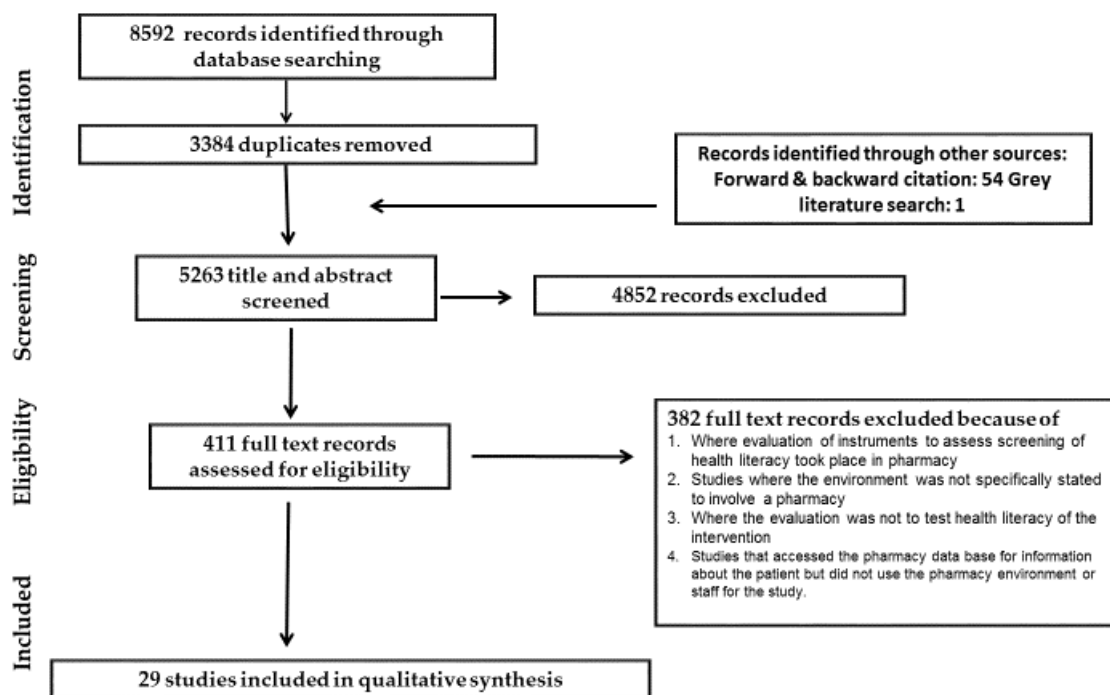 8592 records identified through
database searching
Identification
3384 duplicates removed
Records identified through other sources:
Forward & backward citation: 54 Grey
literature search: 1
Screening
5263 title and abstract
screened
4852 records excluded
Eligibility
411 full text records
assessed for eligibility
382 full text records excluded because of
1. Where evaluation of instruments to assess screening of
health literacy took place in pharmacy
2. Studies where the environment was not specifically stated
to involve a pharmacy
3. Where the evaluation was not to test health literacy of the
intervention
4. Studies that accessed the pharmacy data base for information
about the patient but did not use the pharmacy environment or
staff for the study.
Included
29 studies included in qualitative synthesis